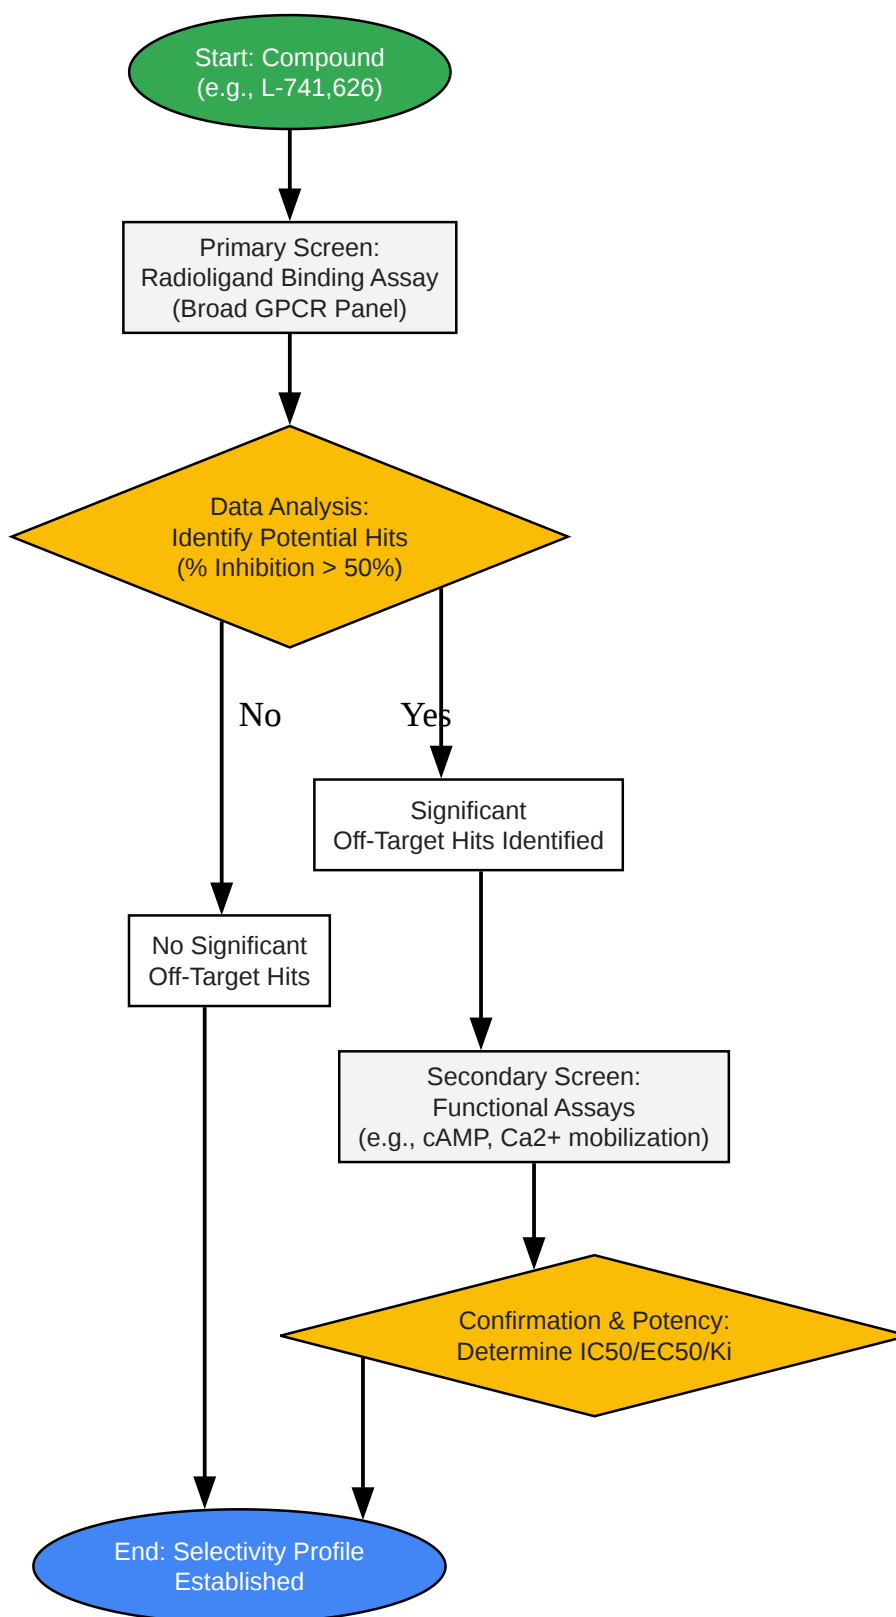 Start: Compound
(e.g., L-741,626)
Primary Screen:
Radioligand Binding Assay
(Broad GPCR Panel)
Data Analysis:
Identify Potential Hits
(% Inhibition > 50%)
No
Yes
Significant
Off-Target Hits Identified
No Significant
Off-Target Hits
Secondary Screen:
Functional Assays
(e.g., cAMP, Ca2+ mobilization)
Confirmation & Potency:
Determine IC50/EC50/Ki
End: Selectivity Profile
Established